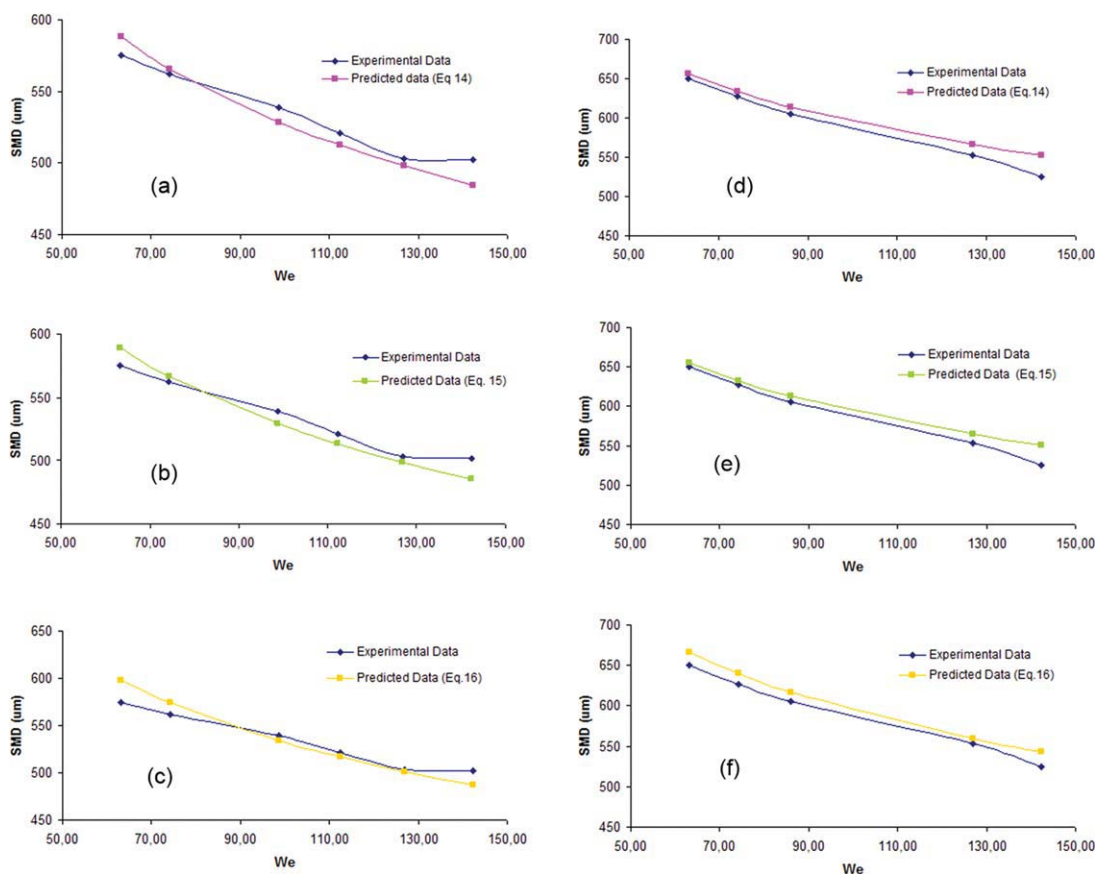 600
550
500
450
SMD (um)
Experimental Data
Predicted data (Eq 14)
(a)
50,00 70,00 90,00 110,00 130,00 150,00
We
700
650
600
550
500
450
SMD (um)
Experimental Data
Predicted Data (Eq.14)
(d)
50,00 70,00 90,00 110,00 130,00 150,00
We
600
550
500
450
SMD (um)
Experimental Data
Predicted Data (Eq. 15)
(b)
50,00 70,00 90,00 110,00 130,00 150,00
We
700
650
600
550
500
450
SMD (um)
Experimental Data
Predicted Data (Eq.15)
(e)
50,00 70,00 90,00 110,00 130,00 150,00
We
650
600
550
500
450
SMD (um)
Experimental Data
Predicted Data (Eq.16)
(c)
50,00 70,00 90,00 110,00 130,00 150,00
We
700
650
600
550
500
450
SMD (um)
Experimental Data
Predicted Data (Eq.16)
(f)
50,00 70,00 90,00 110,00 130,00 150,00
We